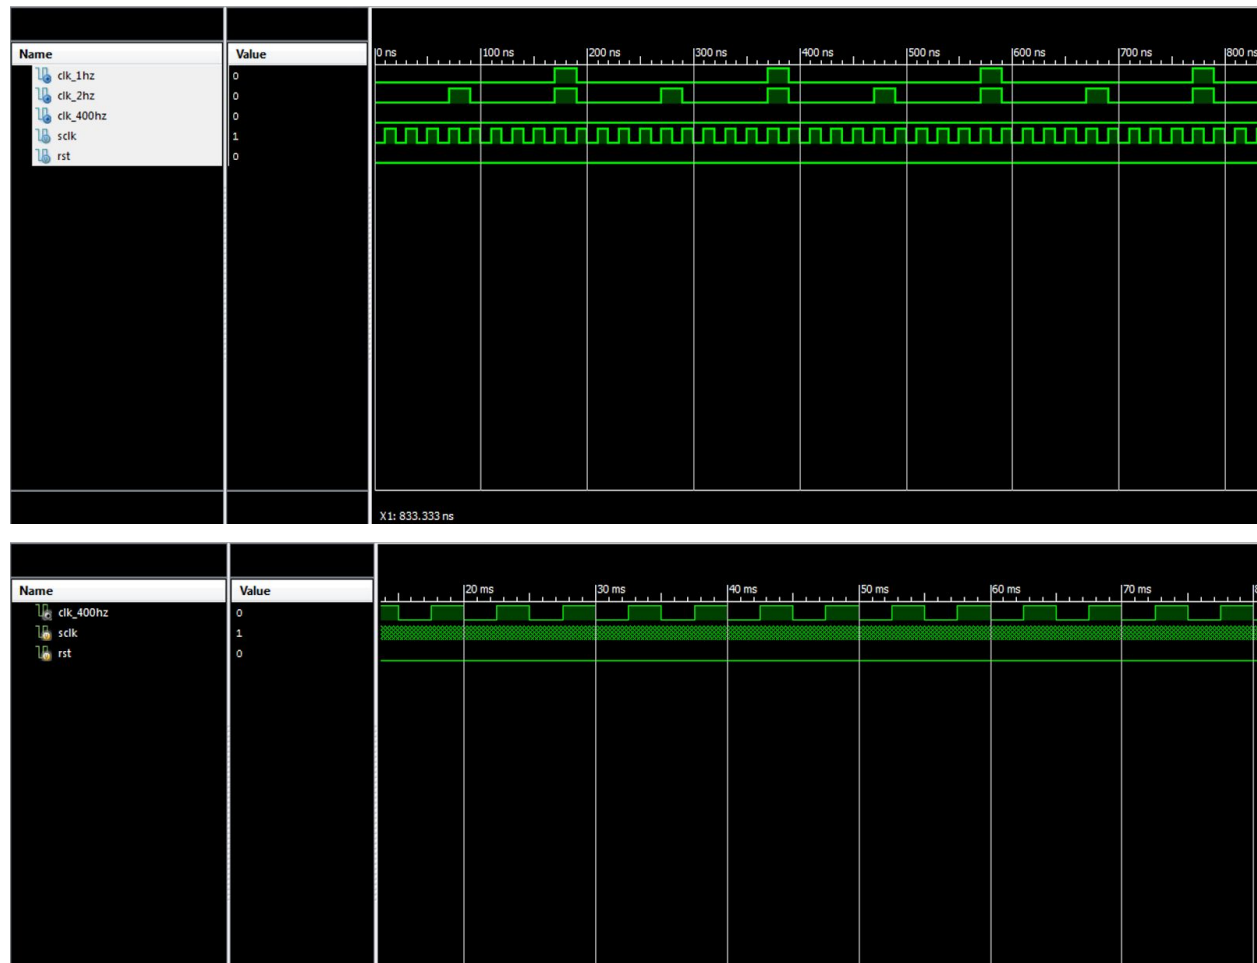 Name Value 0 ns 100 ns 200 ns 300 ns 400 ns 500 ns 600 ns 700 ns 800 ns
clk_1hz 0
clk_2hz 0
clk_400hz 0
sclk 1
rst 0
X1: 833.333 ns
Name Value 20 ms 30 ms 40 ms 50 ms 60 ms 70 ms
clk_400hz 0
sclk 1
rst 0